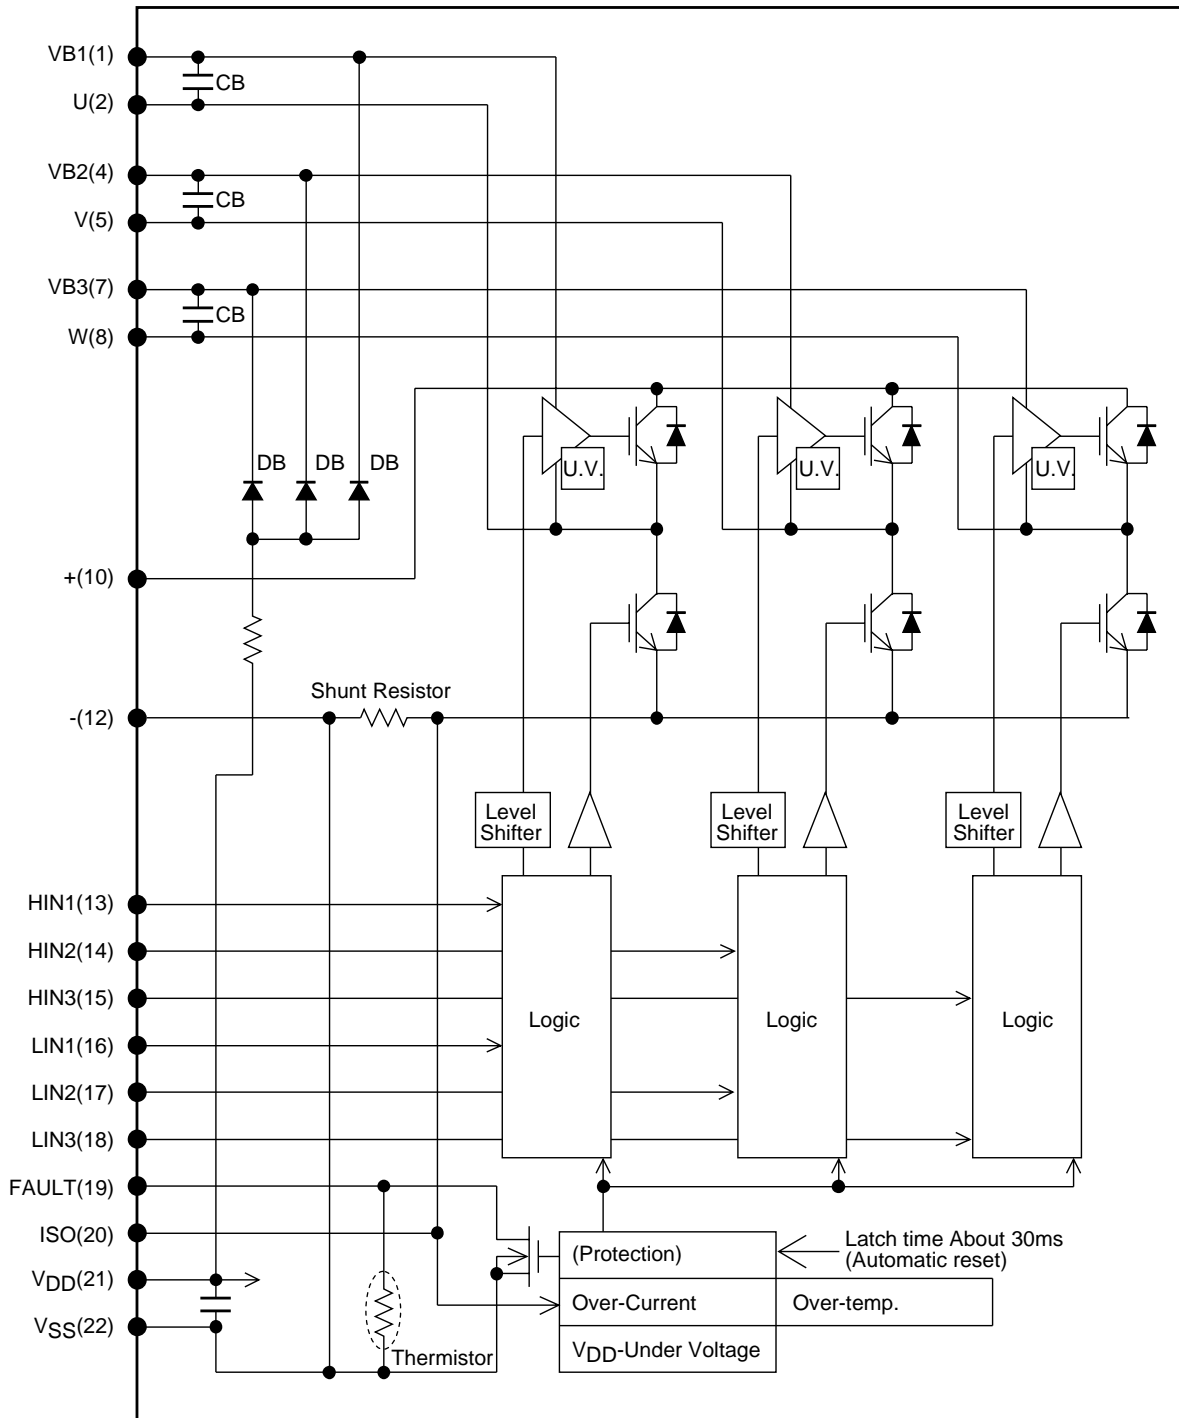 VB1(1)
CB
U(2)
VB2(4)
CB
V(5)
VB3(7)
CB
W(8)
DB
DB
DB
U.V.
U.V.
U.V.
+(10)
Shunt Resistor
-(12)
Level
Shifter
Level
Shifter
Level
Shifter
HIN1(13)
HIN2(14)
HIN3(15)
Logic
Logic
Logic
LIN1(16)
LIN2(17)
LIN3(18)
FAULT(19)
ISO(20)
(Protection)
Latch time About 30ms
(Automatic reset)
VDD(21)
Over-Current
Over-temp.
VSS(22)
Thermistor
VDD-Under Voltage